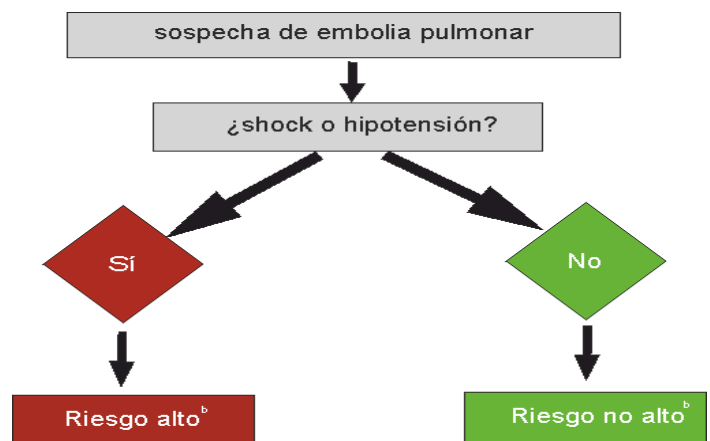 sospecha de embolia pulmonar
¿shock o hipotensión?
Sí
No
Riesgo alto^b
Riesgo no alto^b